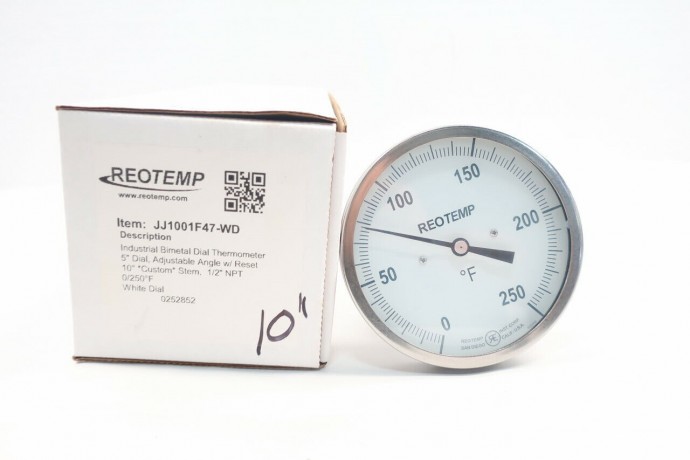 REOTEMP
www.reotemp.com
Item: JJ1001F47-WD
Description
Industrial Bimetal Dial Thermometer
5" Dial, Adjustable Angle w/ Reset
10" "Custom" Stem, 1/2" NPT
0/250°F
White Dial
0252852
10"
150
100
200
REOTEMP
50
°F
250
0